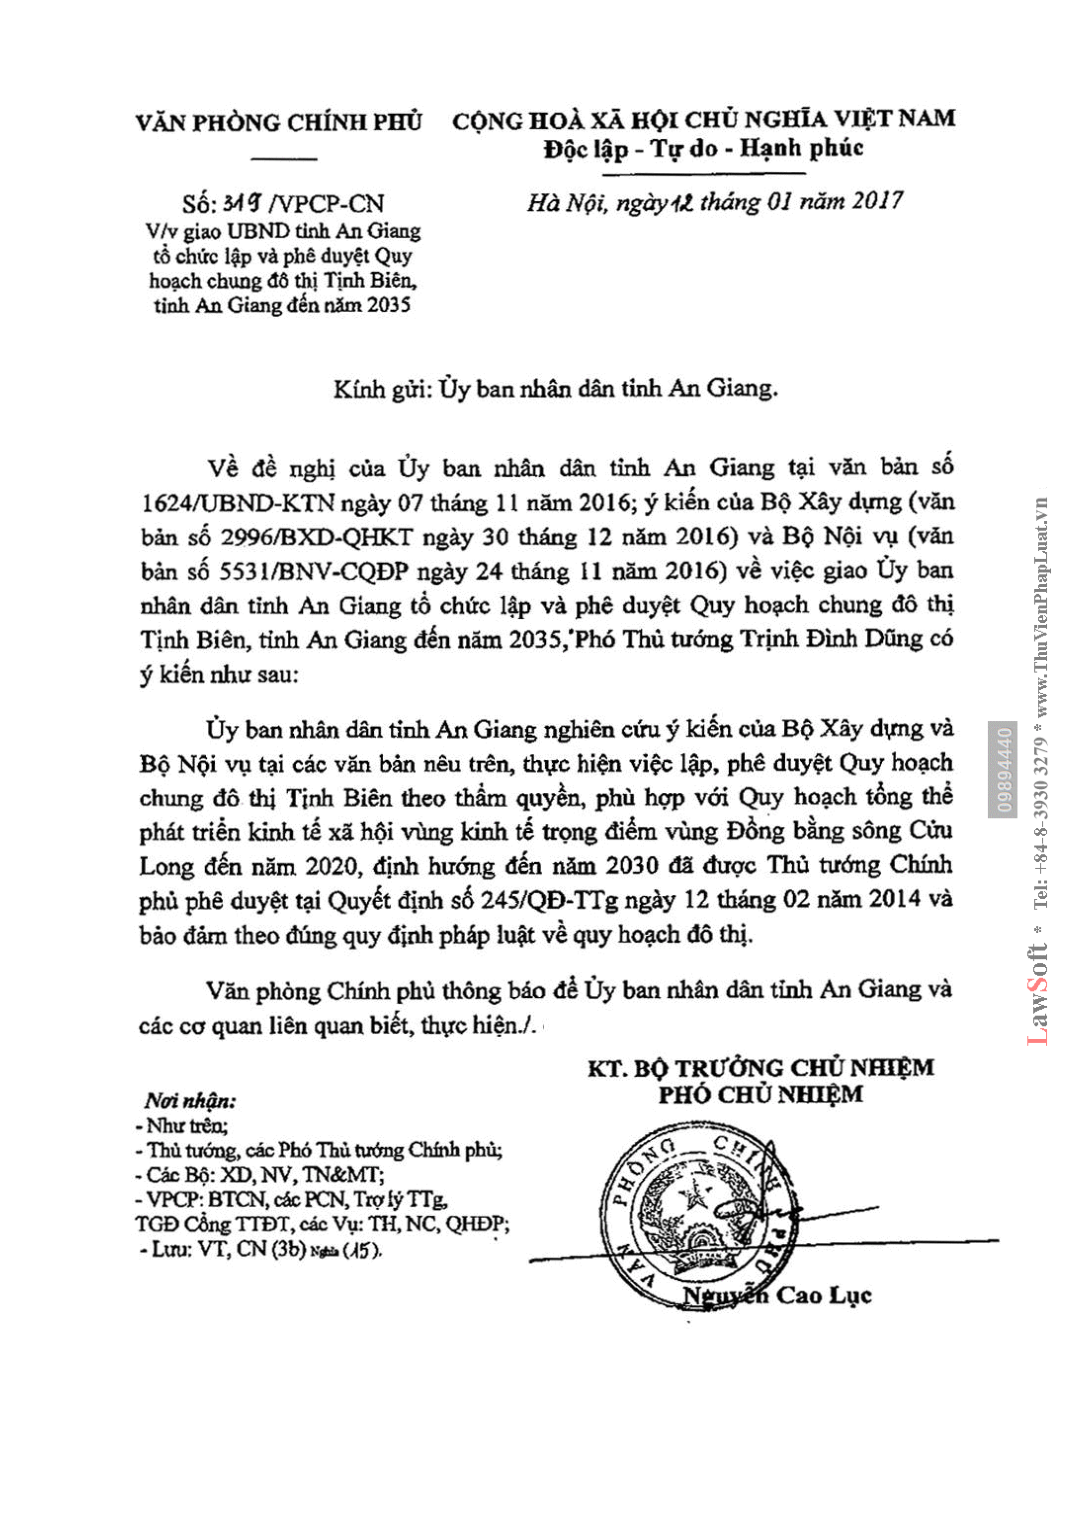 VĂN PHÒNG CHÍNH PHỦ
CỘNG HOÀ XÃ HỘI CHỦ NGHĨA VIỆT NAM
Độc lập - Tự do - Hạnh phúc
Số: 319 /VPCP-CN
Hà Nội, ngày 12 tháng 01 năm 2017
V/v giao UBND tỉnh An Giang
tổ chức lập và phê duyệt Quy
hoạch chung đô thị Tịnh Biên,
tỉnh An Giang đến năm 2035
Kính gửi: Ủy ban nhân dân tỉnh An Giang.
Về đề nghị của Ủy ban nhân dân tỉnh An Giang tại văn bản số
1624/UBND-KTN ngày 07 tháng 11 năm 2016; ý kiến của Bộ Xây dựng (văn
bản số 2996/BXD-QHKT ngày 30 tháng 12 năm 2016) và Bộ Nội vụ (văn
bản số 5531/BNV-CQĐP ngày 24 tháng 11 năm 2016) về việc giao Ủy ban
nhân dân tỉnh An Giang tổ chức lập và phê duyệt Quy hoạch chung đô thị
Tịnh Biên, tỉnh An Giang đến năm 2035, Phó Thủ tướng Trịnh Đình Dũng có
ý kiến như sau:
Ủy ban nhân dân tỉnh An Giang nghiên cứu ý kiến của Bộ Xây dựng và
Bộ Nội vụ tại các văn bản nêu trên, thực hiện việc lập, phê duyệt Quy hoạch
chung đô thị Tịnh Biên theo thẩm quyền, phù hợp với Quy hoạch tổng thể
phát triển kinh tế xã hội vùng kinh tế trọng điểm vùng Đồng bằng sông Cửu
Long đến năm 2020, định hướng đến năm 2030 đã được Thủ tướng Chính
phủ phê duyệt tại Quyết định số 245/QĐ-TTg ngày 12 tháng 02 năm 2014 và
bảo đảm theo đúng quy định pháp luật về quy hoạch đô thị.
Văn phòng Chính phủ thông báo để Ủy ban nhân dân tỉnh An Giang và
các cơ quan liên quan biết, thực hiện./.
KT. BỘ TRƯỞNG CHỦ NHIỆM
PHÓ CHỦ NHIỆM
Nơi nhận:
- Như trên;
- Thủ tướng, các Phó Thủ tướng Chính phủ;
- Các Bộ: XD, NV, TN&MT;
- VPCP: BTCN, các PCN, Trợ lý TTg,
TGĐ Cổng TTĐT, các Vụ: TH, NC, QHĐP;
- Lưu: VT, CN (3b) Nghĩa (15).
VĂN PHÒNG CHÍNH PHỦ
Nguyễn Cao Lục
09894440
LawSoft * Tel: +84-8-3930 3279 * www.ThuVienPhapLuat.vn